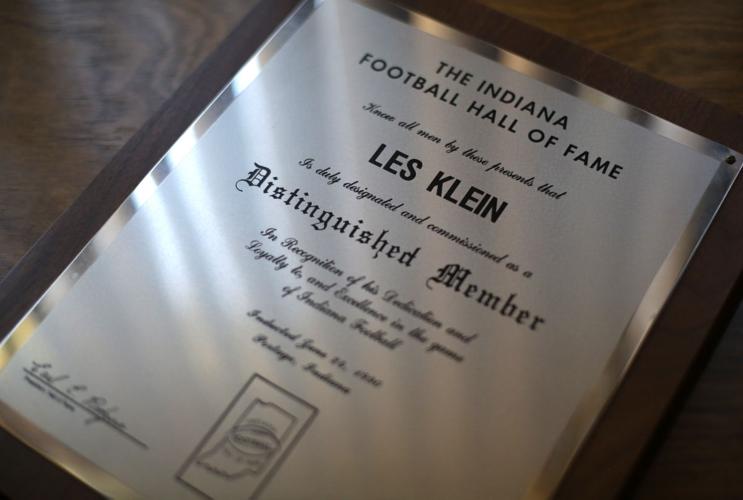 THE INDIANA
FOOTBALL HALL OF FAME
Know all men by these presents that
LES KLEIN
Is duly designated and commissioned as a
Distinguished Member
In Recognition of his Dedication and
Loyalty to, and Excellence in the game
of Indiana Football
Inducted June
Indiana